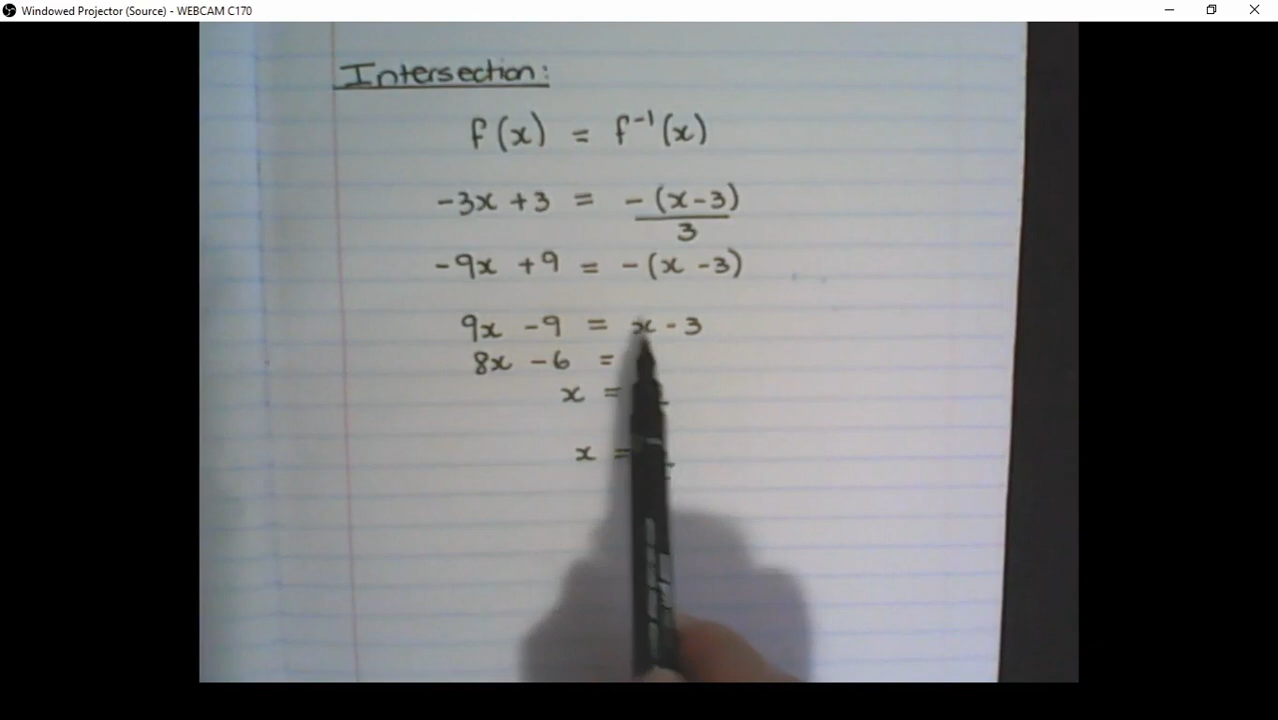 Windowed Projector (Source) - WEBCAM C170
Intersection:
f(x) = f⁻¹(x)
-3x + 3 = -(x-3)
3
-9x + 9 = -(x - 3)
9x - 9 = x - 3
8x - 6 =
x =
x =